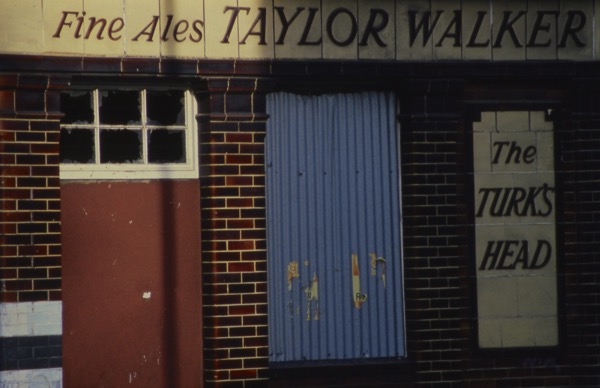 Fine Ales TAYLOR WALKER
The
TURK'S
HEAD